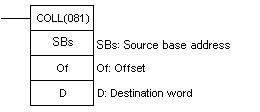 COLL(081)
SBs SBs: Source base address
Of Of: Offset
D D: Destination word